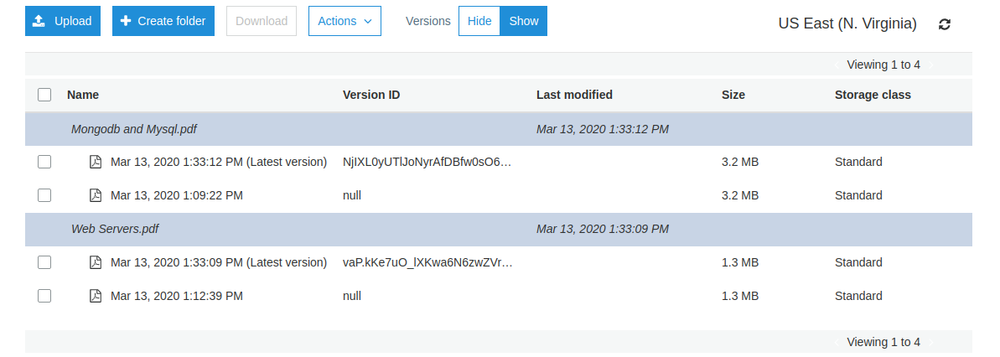 Upload Create folder Download Actions Versions Hide Show US East (N. Virginia)
Viewing 1 to 4
Name Version ID Last modified Size Storage class
Mongodb and Mysql.pdf Mar 13, 2020 1:33:12 PM
Mar 13, 2020 1:33:12 PM (Latest version) NjIXL0yUTlJoNyrAfDBfw0sO6… 3.2 MB Standard
Mar 13, 2020 1:09:22 PM null 3.2 MB Standard
Web Servers.pdf Mar 13, 2020 1:33:09 PM
Mar 13, 2020 1:33:09 PM (Latest version) vaP.kKe7uO_lXKwa6N6zwZVr… 1.3 MB Standard
Mar 13, 2020 1:12:39 PM null 1.3 MB Standard
Viewing 1 to 4